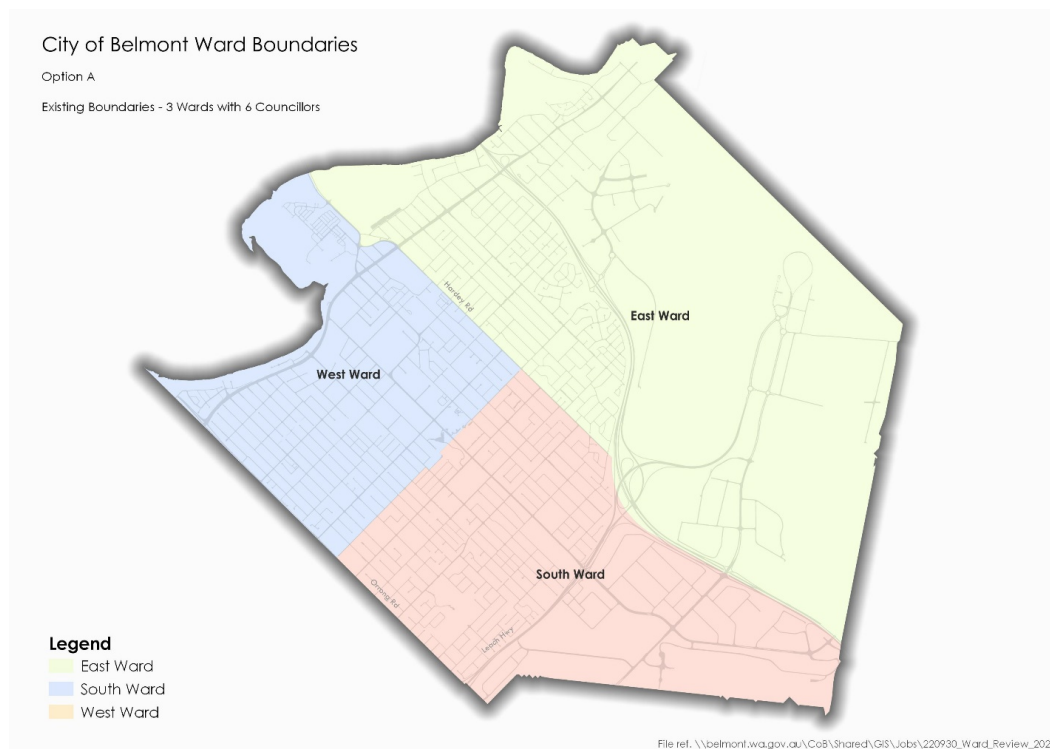 City of Belmont Ward Boundaries
Option A
Existing Boundaries - 3 Wards with 6 Councillors
Hardey Rd
East Ward
West Ward
South Ward
Orrong Rd
Leach Hwy
Legend
East Ward
South Ward
West Ward
File ref. \\belmont.wa.gov.au\CoB\Shared\GIS\Jobs\220930_Ward_Review_202